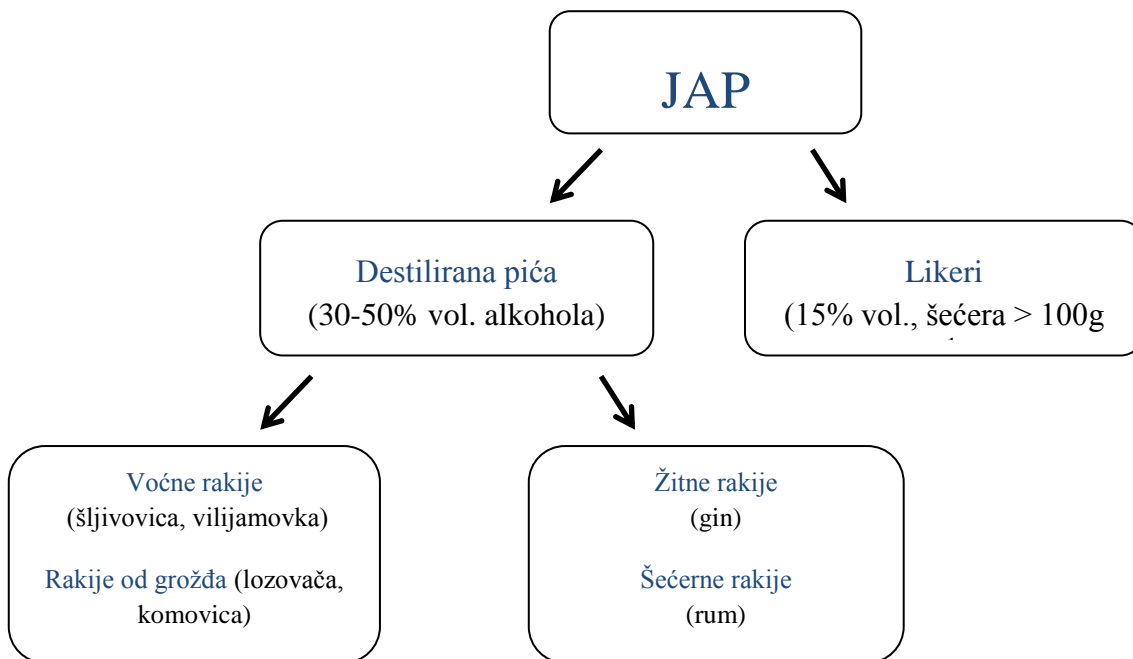 JAP
Destilirana pića
(30-50% vol. alkohola)
Likeri
(15% vol., šećera > 100g
Voćne rakije
(šljivovica, vilijamovka)
Rakije od grožđa (lozovača,
komovica)
Žitne rakije
(gin)
Šećerne rakije
(rum)